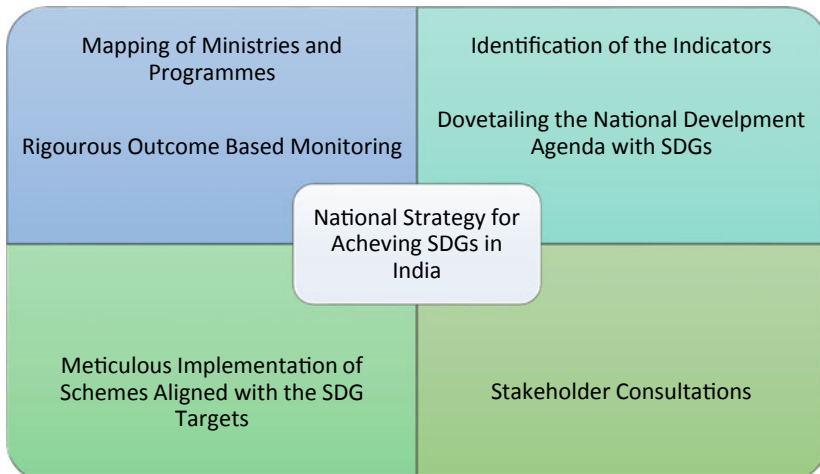 Mapping of Ministries and
Programmes
Rigourous Outcome Based Monitoring
Identification of the Indicators
Dovetailing the National Develpment
Agenda with SDGs
National Strategy for
Acheving SDGs in
India
Meticulous Implementation of
Schemes Aligned with the SDG
Targets
Stakeholder Consultations